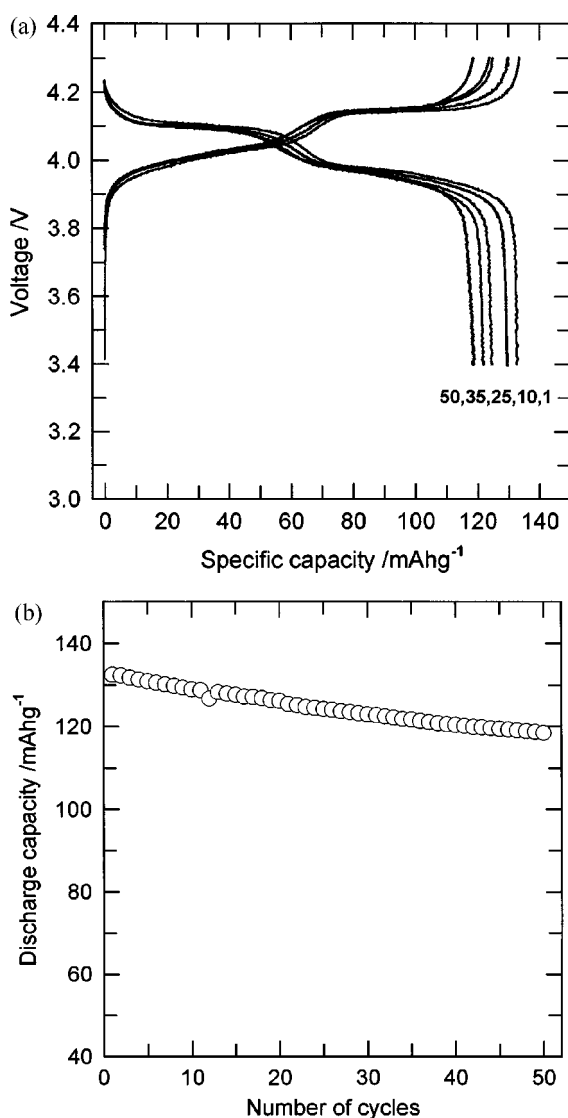 (a)
4.4
4.2
4.0
3.8
3.6
3.4
3.2
3.0
Voltage /V
50,35,25,10,1
0 20 40 60 80 100 120 140
Specific capacity /mAhg⁻¹
(b)
140
120
100
80
60
40
Discharge capacity /mAhg⁻¹
0 10 20 30 40 50
Number of cycles